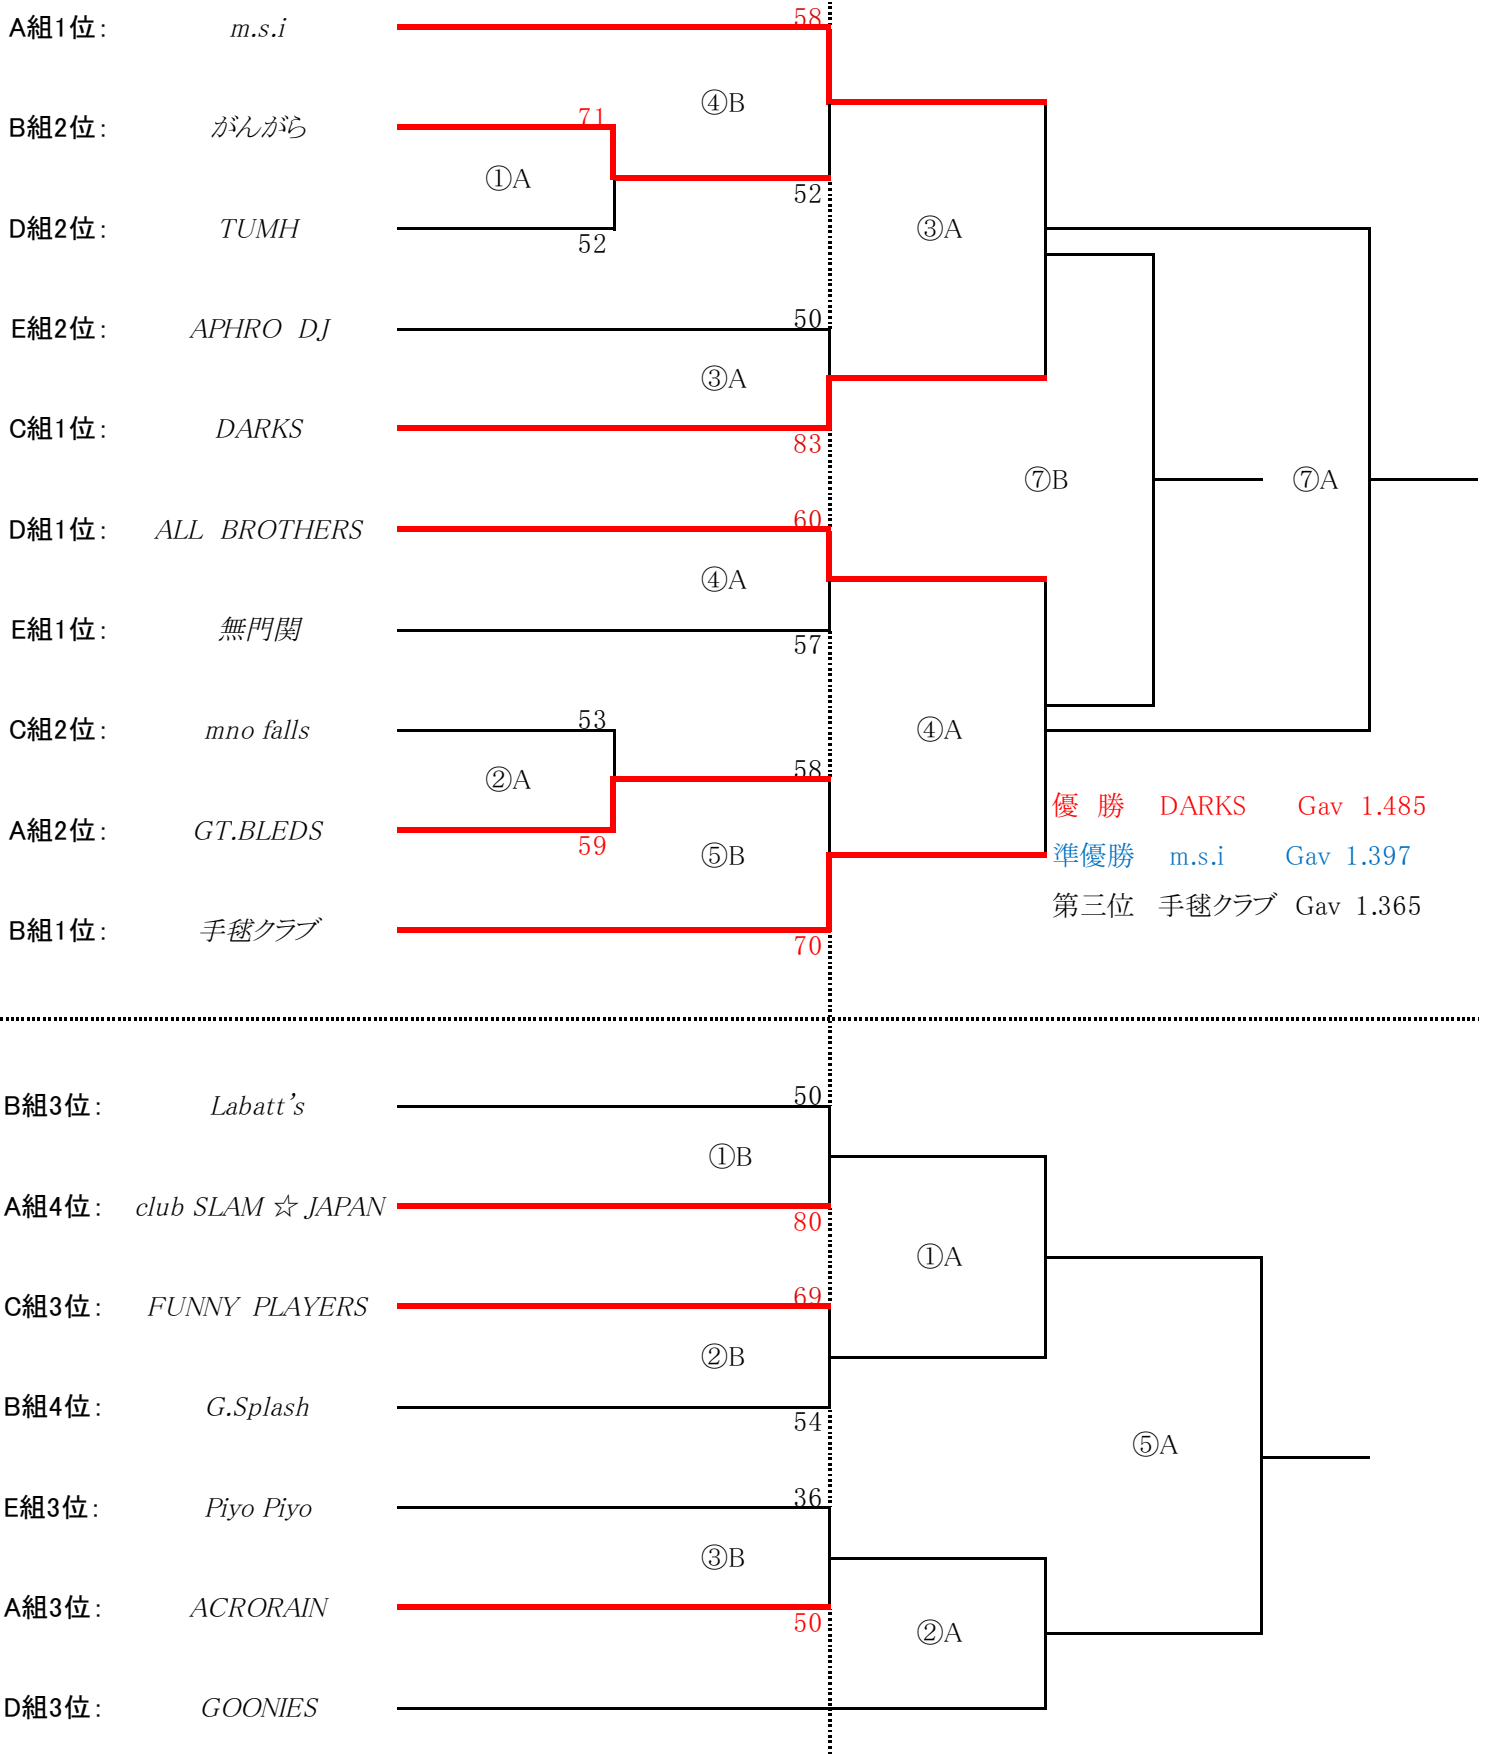 58
A組1位: m.s.i
④B
71
B組2位: がんがら
①A
52
D組2位: TUMH ③A
52
50
E組2位: APHRO DJ
③A
C組1位: DARKS
83
⑦B ⑦A
60
D組1位: ALL BROTHERS
④A
E組1位: 無門関
57
53
C組2位: mno falls ④A
58
②A
優 勝 DARKS Gav 1.485
A組2位: GT.BLEDS
59
⑤B 準優勝 m.s.i Gav 1.397
第三位 手毬クラブ Gav 1.365
B組1位: 手毬クラブ
70
50
B組3位: Labatt's
①B
A組4位: club SLAM ☆ JAPAN
80
①A
69
C組3位: FUNNY PLAYERS
②B
B組4位: G.Splash
54
⑤A
36
E組3位: Piyo Piyo
③B
A組3位: ACRORAIN
50
②A
D組3位: GOONIES